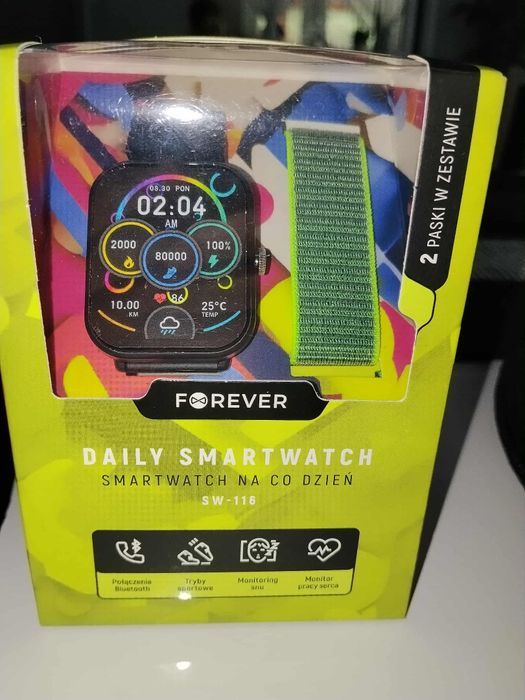 2 PASKI W ZESTAWIE
08.30 PON
02:04
AM
2000
80000
100%
86
10.00
.KM
25°C
TEMP
FOREVER
DAILY SMARTWATCH
SMARTWATCH NA CO DZIEŃ
SW-116
Połączenia
Bluetooth
Tryby
sportowe
Monitoring
snu
Monitor
pracy serca